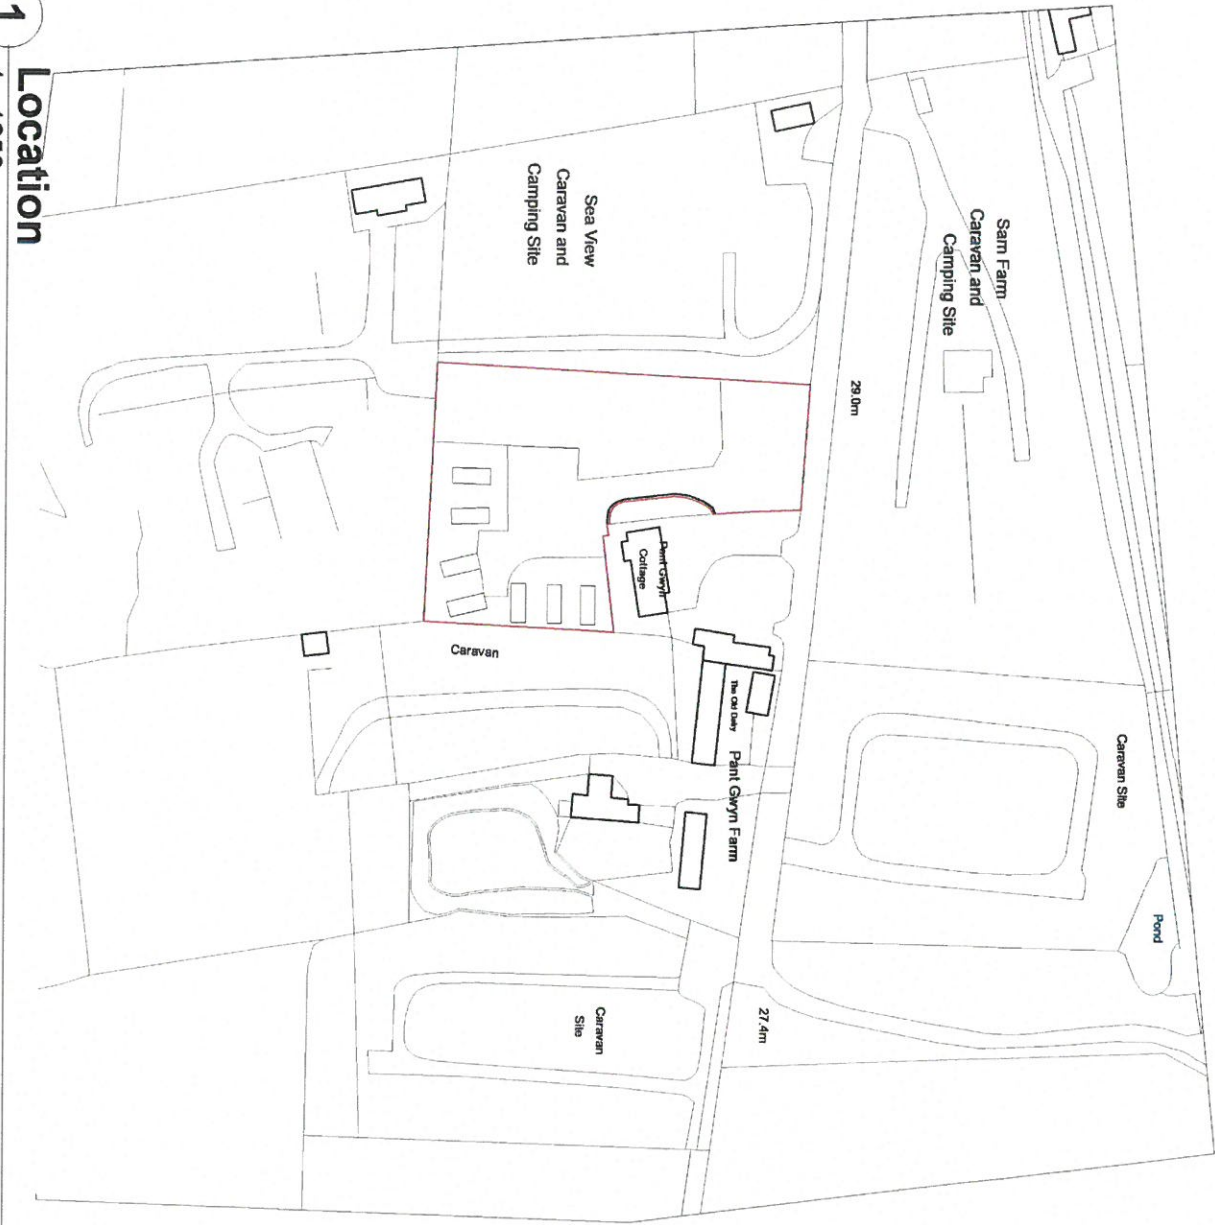 1
Location
Sarn Farm
Caravan and
Camping Site
Sea View
Caravan and
Camping Site
29.0m
Pant Gwyn
Cottage
Caravan
The Old Dairy
Pant Gwyn Farm
Caravan Site
Pond
27.4m
Caravan
Site